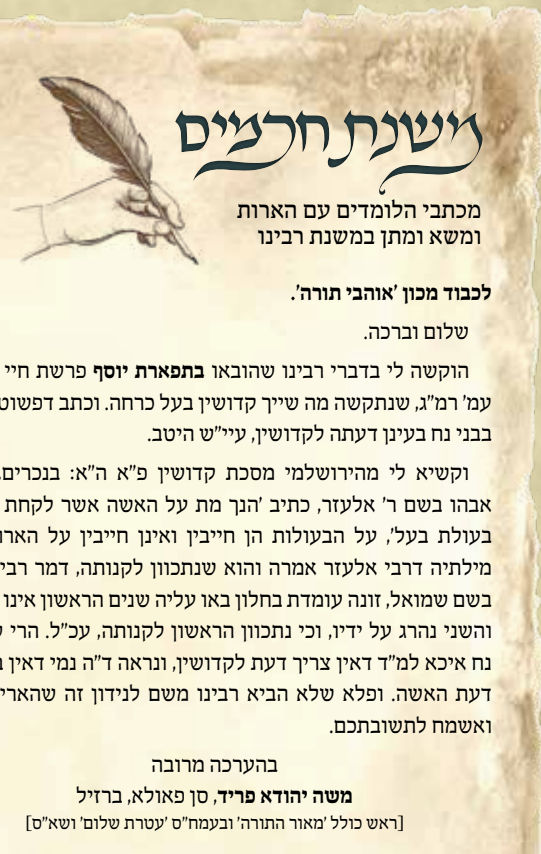 משנת חכמים
מכתבי הלומדים עם הארות
ומשא ומתן במשנת רבינו
לכבוד מכון 'אוהבי תורה'.
שלום וברכה.
הוקשה לי בדברי רבינו שהובאו בתפארת יוסף פרשת חיי
עמ' רמ"ג, שנתקשה מה שייך קדושין בעל כרחה. וכתב דפשוט
בבני נח בעינן דעתה לקדושין, עיי"ש היטב.
וקשיא לי מהירושלמי מסכת קדושין פ"א ה"א: בנכרים.
אבהו בשם ר' אלעזר, כתיב 'הנך מת על האשה אשר לקחת
בעולת בעל', על הבעולות הן חייבין ואינן חייבין על הארו
מילתיה דרבי אלעזר אמרה והוא שנתכוון לקנותה, דמר רבי
בשם שמואל, זונה עומדת בחלון באו עליה שנים הראשון אינו
והשני נהרג על ידיו, וכי נתכוון הראשון לקנותה, עכ"ל. הרי
נח איכא למ"ד דאין צריך דעת לקדושין, ונראה ד"ה נמי דאין
דעת האשה. ופלא שלא הביא רבינו משם לנידון זה שהארי
ואשמח לתשובתכם.
בהערכה מרובה
משה יהודא פריד, סן פאולא, ברזיל
[ראש כולל 'מאור התורה' ובעמח"ס 'עטרת שלום' ושא"ס]